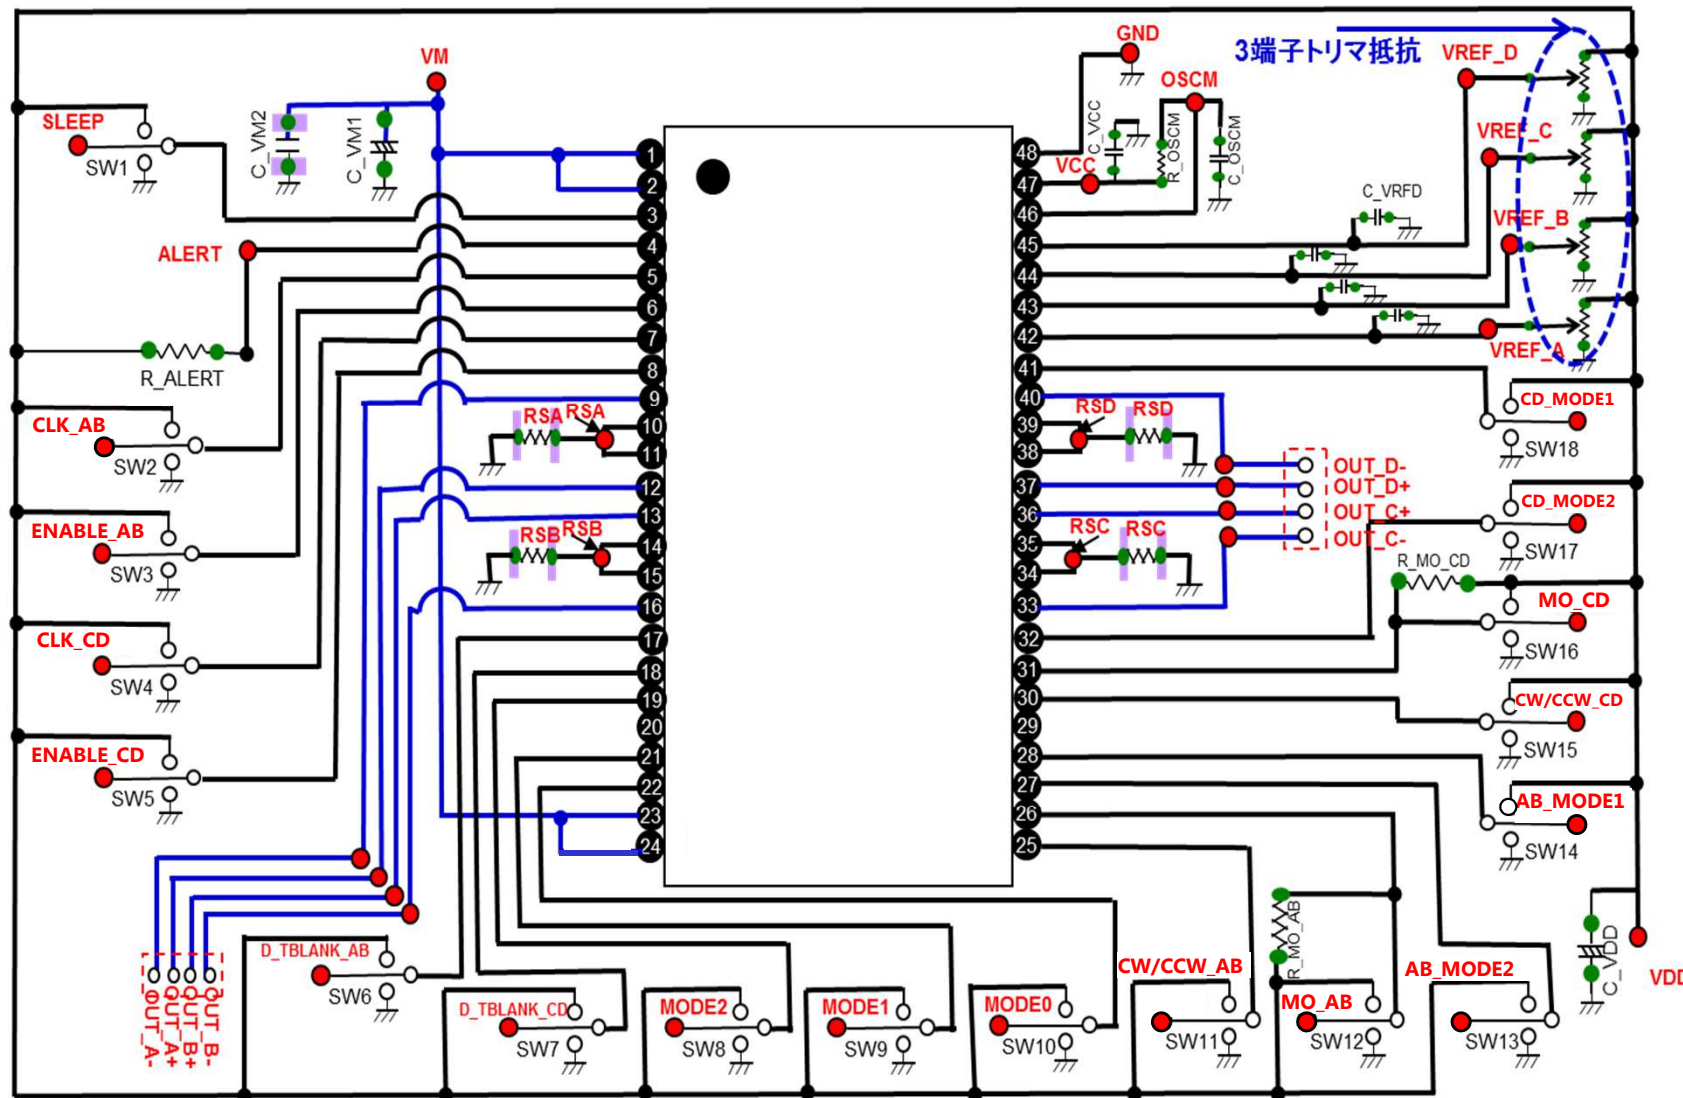 GND
3端子トリマ抵抗
VREF_D
VM
OSCM
SLEEP
SW1
C_VM2
C_VM1
C_VCC
R_OSCM
C_OSCM
VCC
VREF_C
C_VRFD
VREF_B
VREF_A
ALERT
R_ALERT
1
2
3
4
5
6
7
8
9
10
11
12
13
14
15
16
17
18
19
20
21
22
23
24
48
47
46
45
44
43
42
41
40
39
38
37
36
35
34
33
32
31
30
29
28
27
26
25
CLK_AB
SW2
ENABLE_AB
SW3
CLK_CD
SW4
ENABLE_CD
SW5
RSA
RSA
RSB
RSB
RSD
RSD
RSC
RSC
OUT_D-
OUT_D+
OUT_C+
OUT_C-
CD_MODE1
SW18
CD_MODE2
SW17
R_MO_CD
MO_CD
SW16
CW/CCW_CD
SW15
AB_MODE1
SW14
C_VDD
VDD
OUT_A-
OUT_A+
OUT_B+
OUT_B-
D_TBLANK_AB
SW6
D_TBLANK_CD
SW7
MODE2
SW8
MODE1
SW9
MODE0
SW10
CW/CCW_AB
SW11
R_MO_AB
MO_AB
SW12
AB_MODE2
SW13